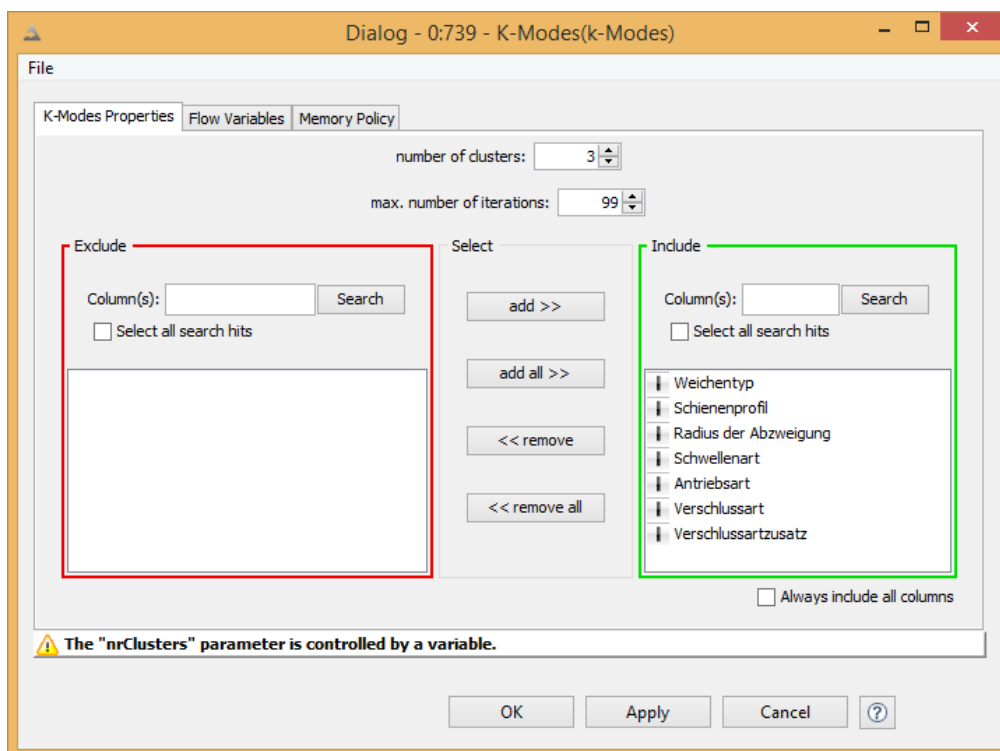 Dialog - 0:739 - K-Modes(k-Modes)
File
K-Modes Properties Flow Variables Memory Policy
number of clusters: 3
max. number of iterations: 99
Exclude
Column(s): Search
Select all search hits
Select
add >>
add all >>
<< remove
<< remove all
Include
Column(s): Search
Select all search hits
Weichentyp
Schienenprofil
Radius der Abzweigung
Schwellenart
Antriebsart
Verschlussart
Verschlussartzusatz
Always include all columns
The "nrClusters" parameter is controlled by a variable.
OK Apply Cancel ?